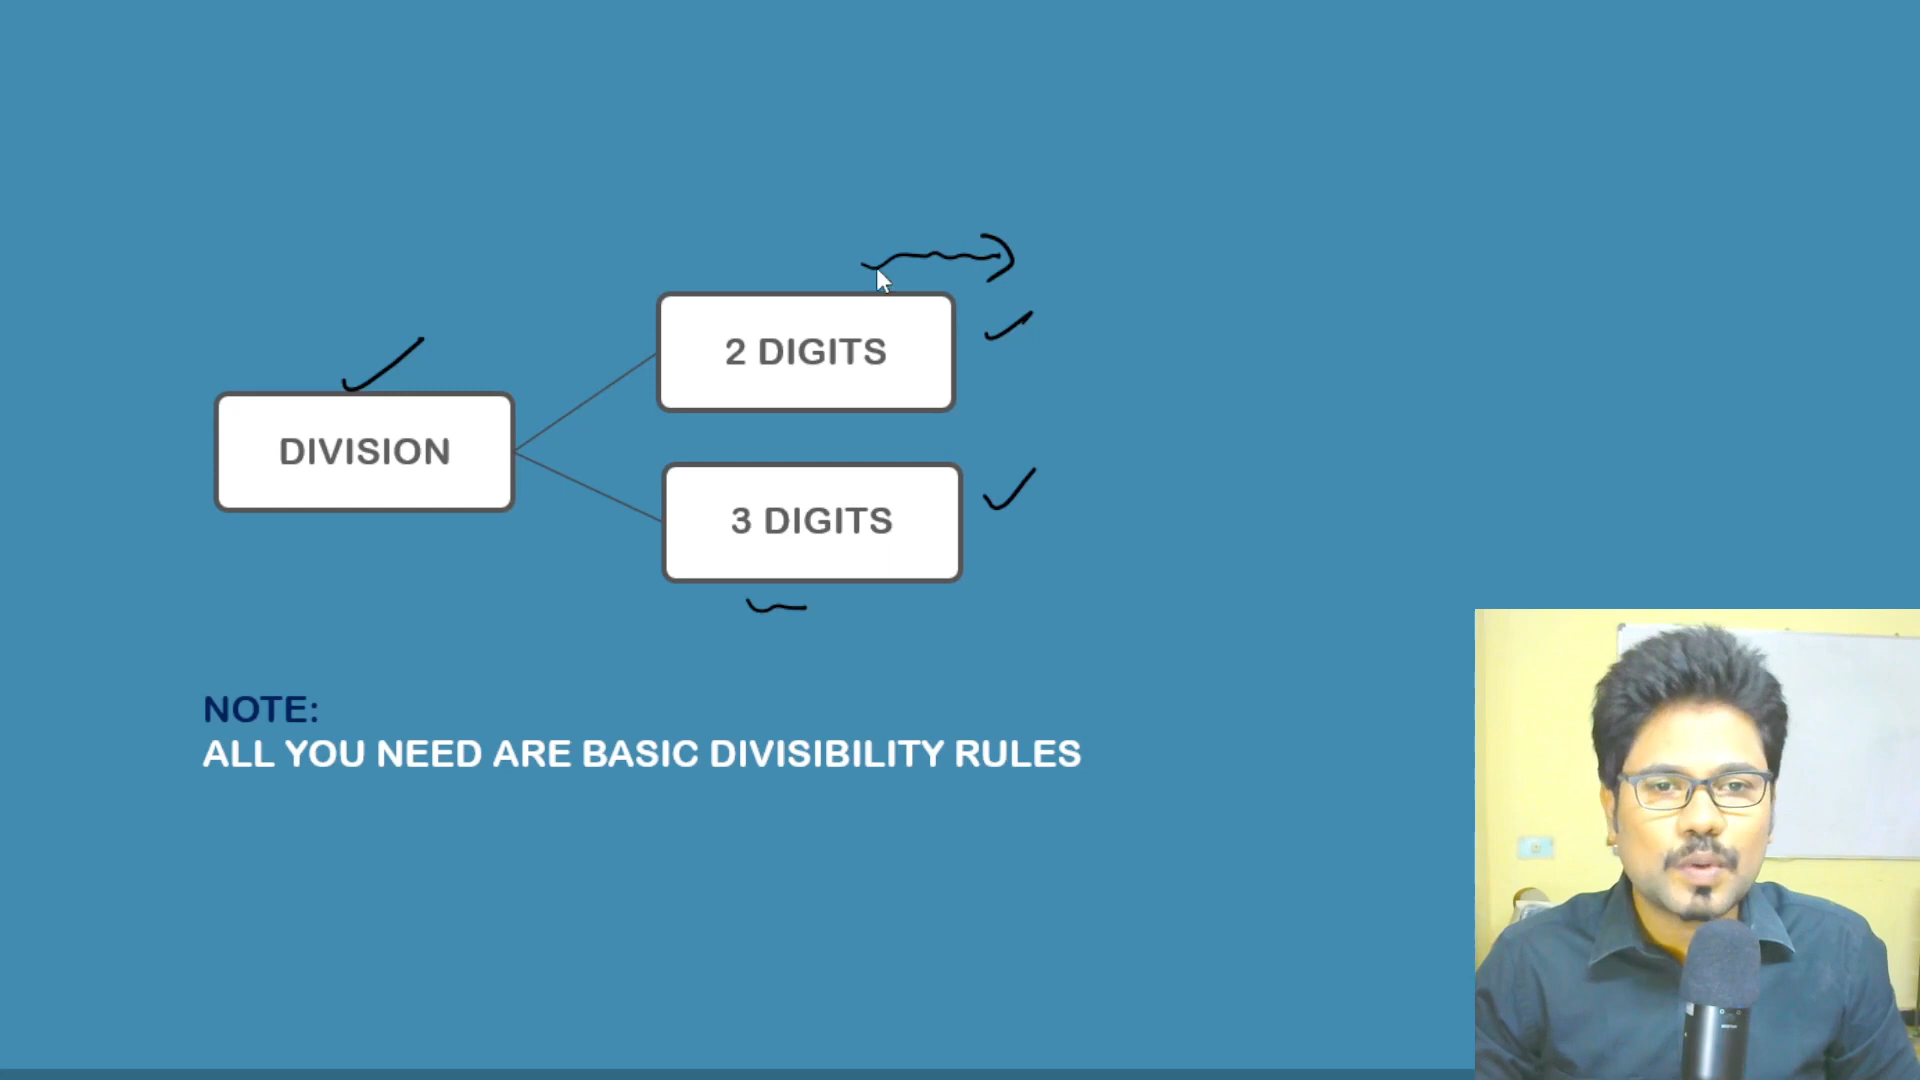 2 DIGITS
DIVISION
3 DIGITS
NOTE:
ALL YOU NEED ARE BASIC DIVISIBILITY RULES